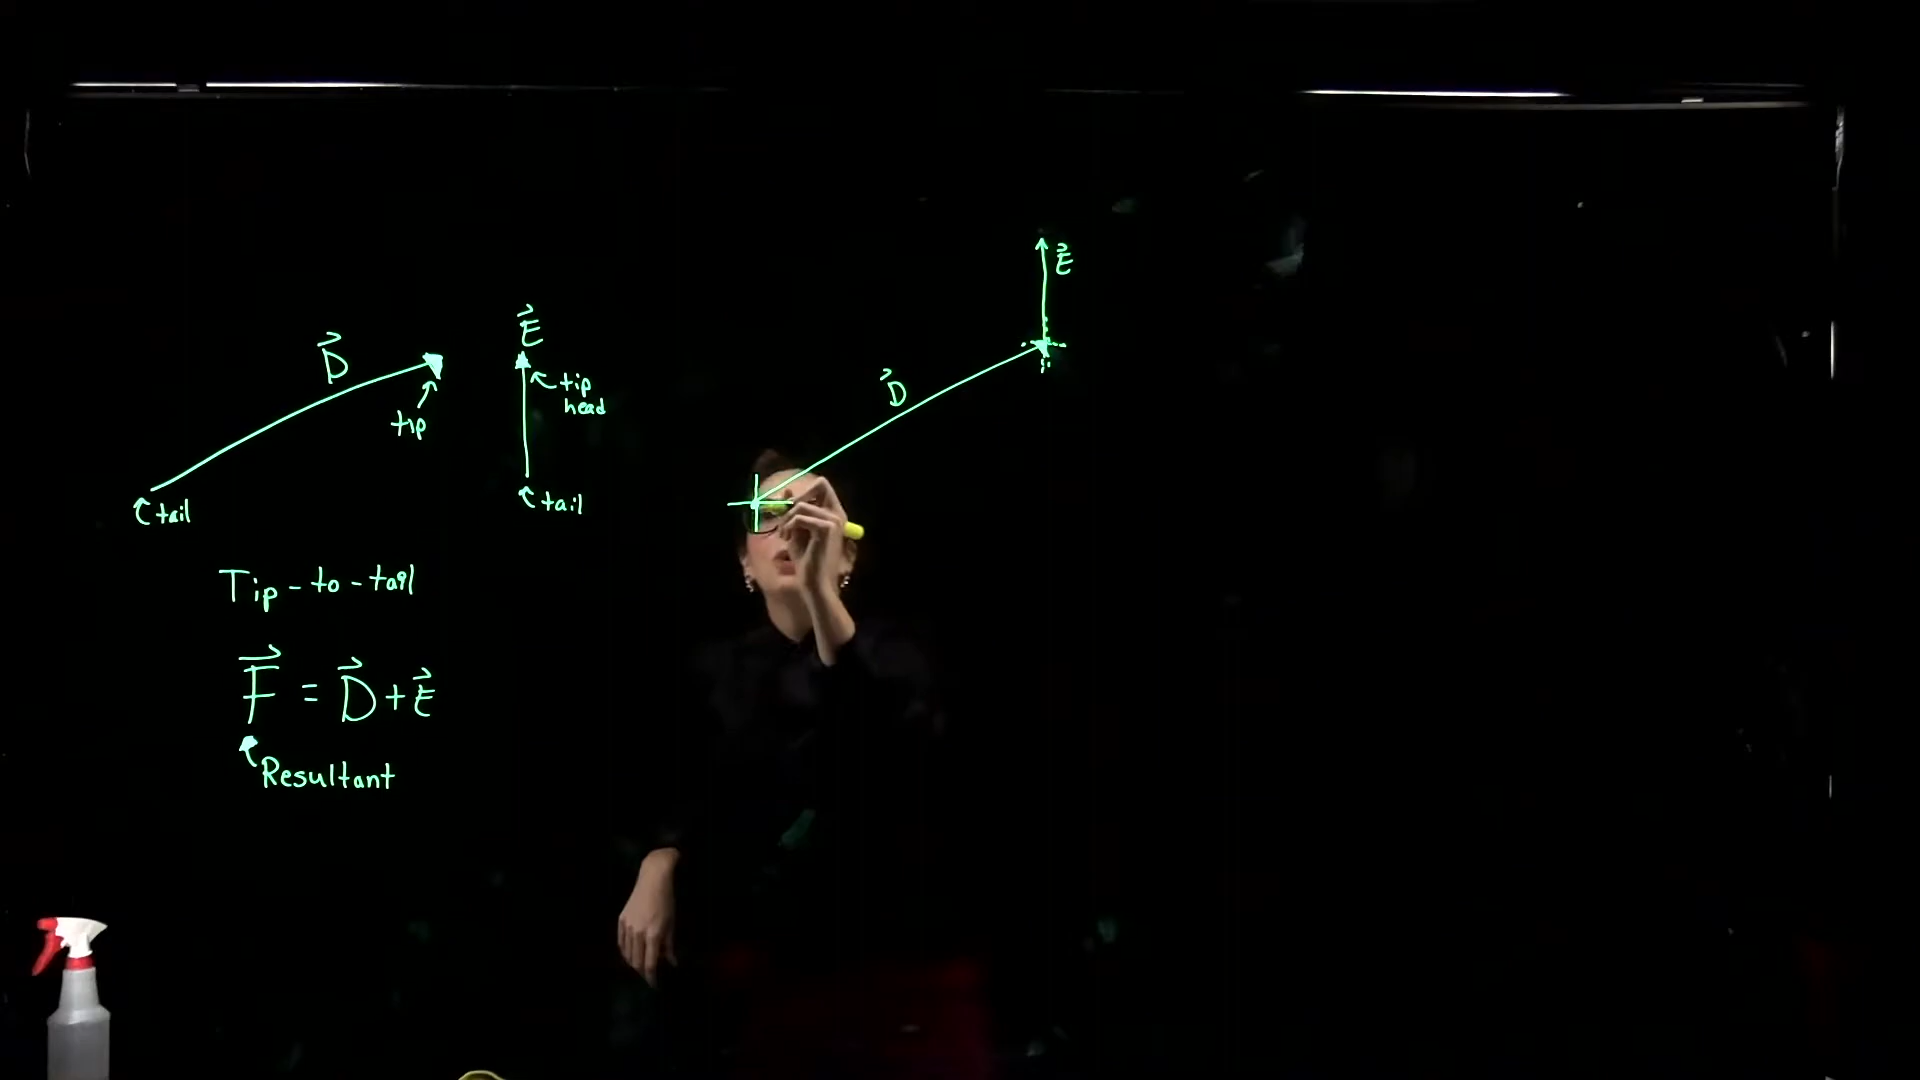 D⃗
tip
tail
E⃗
tip
head
tail
Tip-to-tail
F⃗ = D⃗ + E⃗
Resultant
D⃗
E⃗